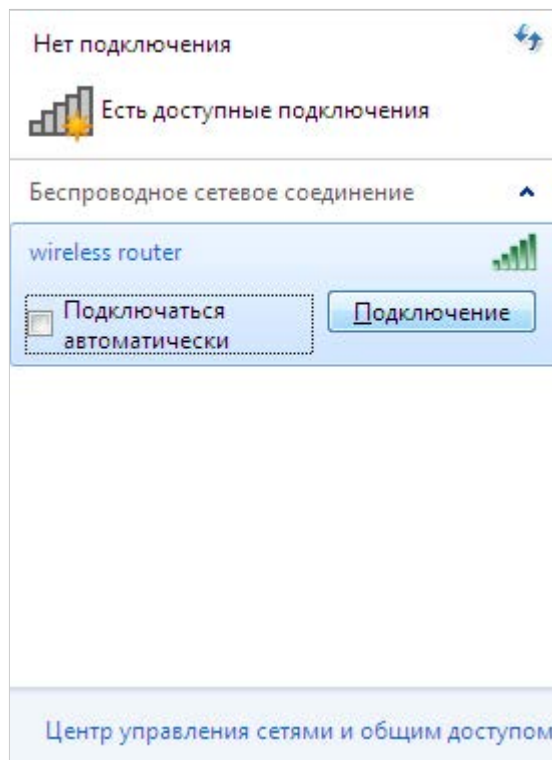 Нет подключения
Есть доступные подключения
Беспроводное сетевое соединение
wireless router
Подключаться
автоматически
Подключение
Центр управления сетями и общим доступом